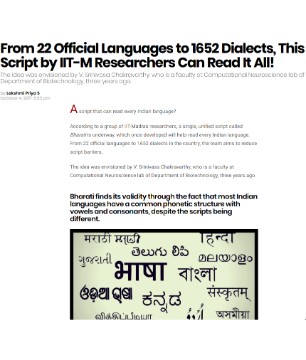 From 22 Official Languages to 1652 Dialects, This
Script by IIT-M Researchers Can Read It All!
The idea was envisioned by V. Srinivasa Chakravarthy, who is a faculty at Computational Neuroscience lab of
Department of Biotechnology, three years ago.
by Lakshmi Priya S
A script that can read every Indian language?
According to a group of IIT-Madras researchers, a single, unified script called
Bharati is underway, which once developed will help read every Indian language.
From 22 official languages to 1652 dialects in the country, the team aims to reduce
script barriers.
The idea was envisioned by V. Srinivasa Chakravarthy, who is a faculty at
Computational Neuroscience lab of Department of Biotechnology, three years ago.
Bharati finds its validity through the fact that most Indian
languages have a common phonetic structure with
vowels and consonants, despite the scripts being
different.
मराठी हिन्दी
ગુજરાતી తెలుగు లిపి മലയാളം
भाषा বাংলা
ଓଡ଼ିଆ ଭାଷା ಕನ್ನಡ संस्कृतम्
অসমীয়া